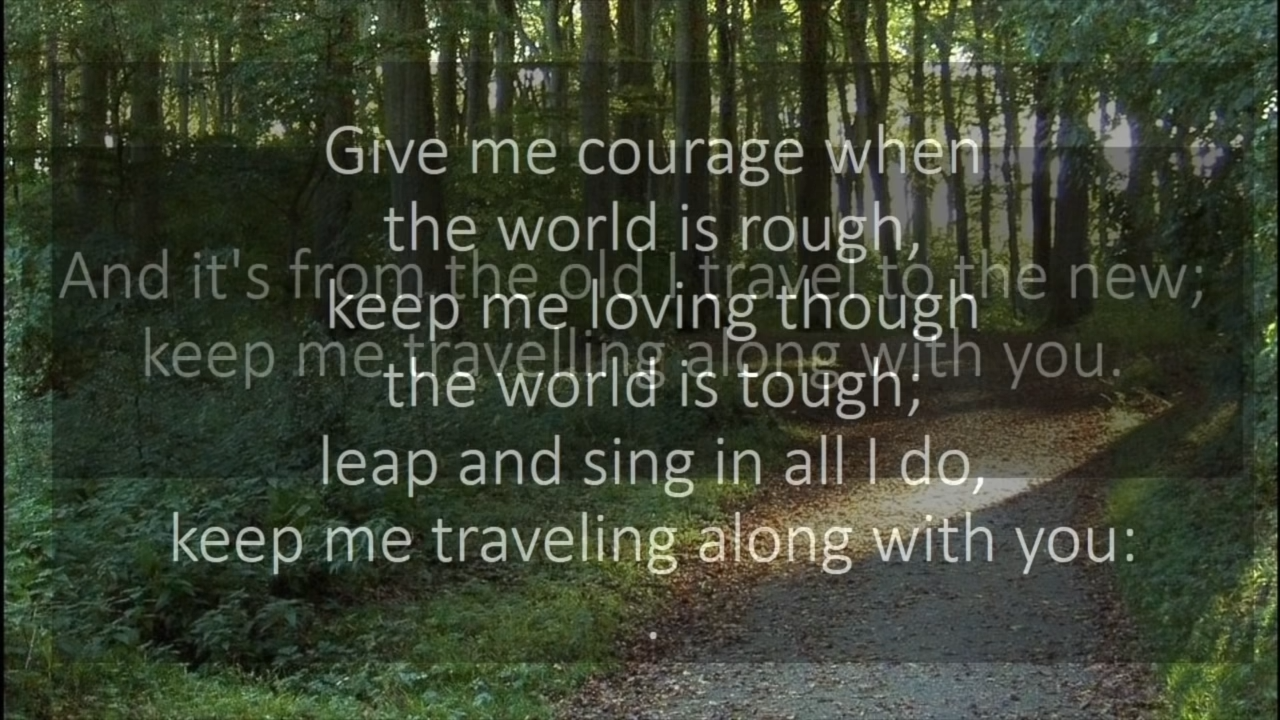 Give me courage when
the world is rough,
And it's from the old I travel to the new;
keep me loving though
keep me travelling along with you.
the world is tough;
leap and sing in all I do,
keep me traveling along with you:
.